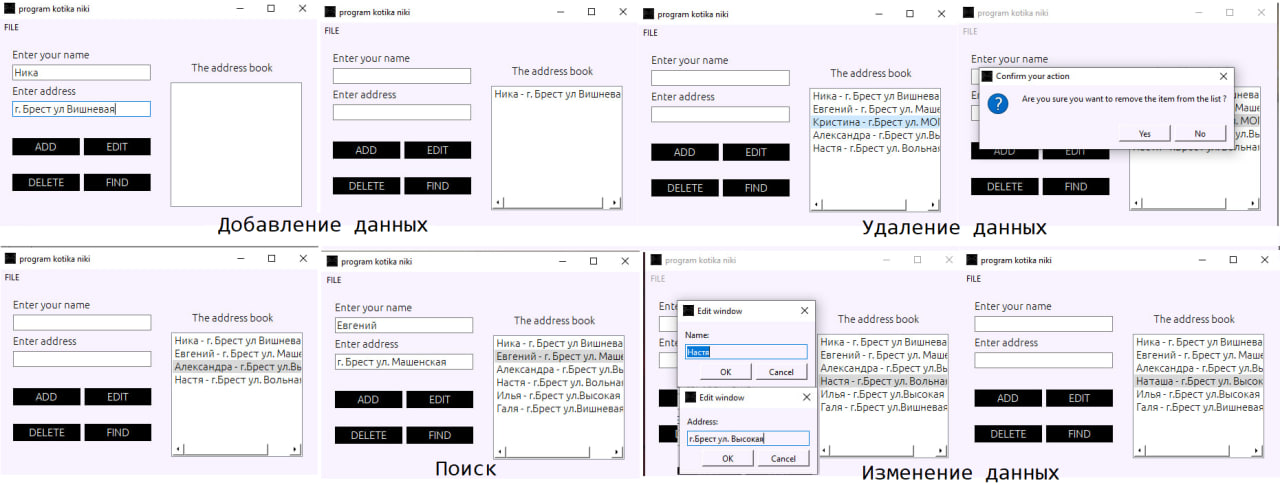 program kotika niki
FILE
Enter your name
Ника
Enter address
г. Брест ул Вишневая
ADD EDIT
DELETE FIND
The address book
program kotika niki
FILE
Enter your name
Enter address
ADD EDIT
DELETE FIND
The address book
Ника - г. Брест ул Вишнева
Добавление данных
program kotika niki
FILE
Enter your name
Enter address
ADD EDIT
DELETE FIND
The address book
Ника - г. Брест ул Вишнева
Евгений - г. Брест ул. Маше
Кристина - г.Брест ул. МОП
Александра - г.Брест ул.Вы
Настя - г.Брест ул. Вольная
program kotika niki
FILE
Confirm your action
Are you sure you want to remove the item from the list ?
Yes No
ADD EDIT
DELETE FIND
Удаление данных
program kotika niki
FILE
Enter your name
Enter address
ADD EDIT
DELETE FIND
The address book
Ника - г. Брест ул Вишнева
Евгений - г. Брест ул. Маше
Александра - г.Брест ул.Вы
Настя - г.Брест ул. Вольная
program kotika niki
FILE
Enter your name
Евгений
Enter address
г. Брест ул. Машенская
ADD EDIT
DELETE FIND
The address book
Ника - г. Брест ул Вишнева
Евгений - г. Брест ул. Маше
Александра - г.Брест ул.Вы
Настя - г.Брест ул. Вольная
Илья - г.Брест ул.Высокая
Галя - г.Брест ул.Вишневая
Поиск
program kotika niki
FILE
Edit window
Name:
Настя
OK Cancel
Edit window
Address:
г.Брест ул. Высокая
OK Cancel
The address book
Ника - г. Брест ул Вишнева
Евгений - г. Брест ул. Маше
Александра - г.Брест ул.Вы
Настя - г.Брест ул. Вольная
Илья - г.Брест ул.Высокая
Галя - г.Брест ул.Вишневая
program kotika niki
FILE
Enter your name
Enter address
ADD EDIT
DELETE FIND
The address book
Ника - г. Брест ул Вишнева
Евгений - г. Брест ул. Маше
Александра - г.Брест ул.Вы
Наташа - г.Брест ул. Высок
Илья - г.Брест ул.Высокая
Галя - г.Брест ул.Вишневая
Изменение данных